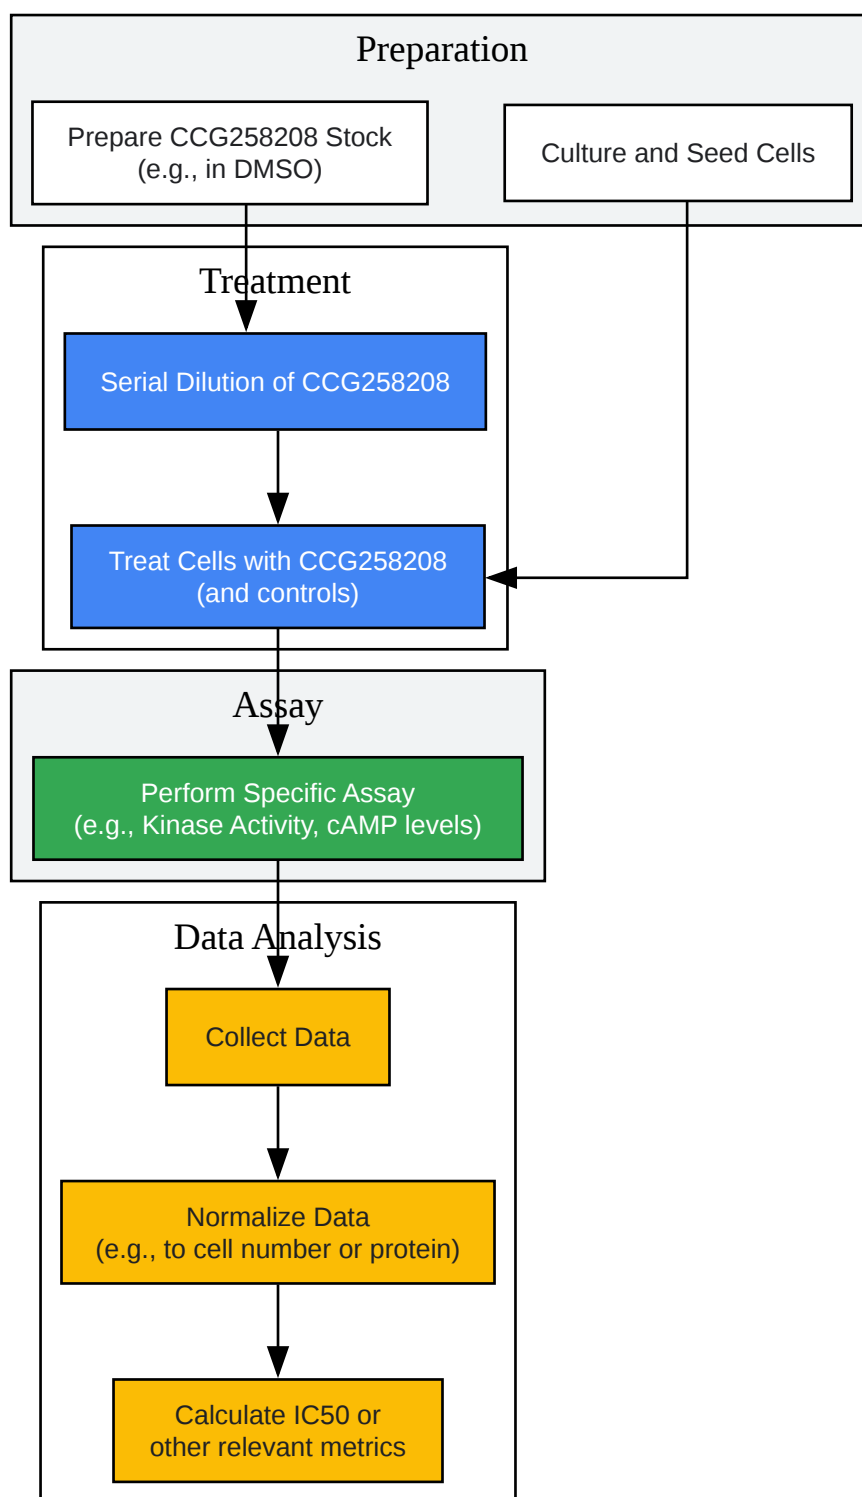 Preparation
Prepare CCG258208 Stock
(e.g., in DMSO)
Culture and Seed Cells
Treatment
Serial Dilution of CCG258208
Treat Cells with CCG258208
(and controls)
Assay
Perform Specific Assay
(e.g., Kinase Activity, cAMP levels)
Data Analysis
Collect Data
Normalize Data
(e.g., to cell number or protein)
Calculate IC50 or
other relevant metrics